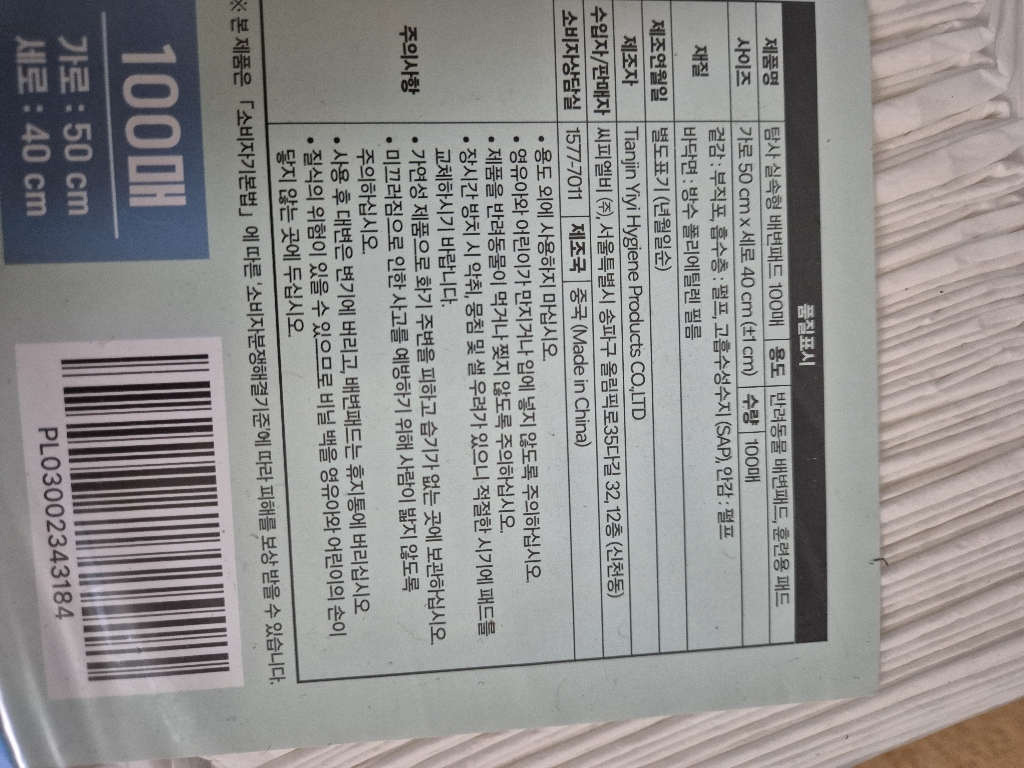 품질표시
제품명 탐사 실속형 배변패드 100매 용도 반려동물 배변패드, 훈련용 패드
사이즈 가로 50 cm x 세로 40 cm (±1 cm) 수량 100매
재질 겉감 : 부직포, 흡수층 : 펄프, 고흡수성수지(SAP), 안감 : 펄프
바닥면 : 방수 폴리에틸렌 필름
제조연월일 별도표기 (년월일순)
제조자 Tianjin Yiyi Hygiene Products CO.,LTD
수입자/판매자 씨피엘비 ㈜, 서울특별시 송파구 올림픽로35다길 32, 12층 (신천동)
소비자상담실 1577-7011 제조국 중국 (Made in China)
주의사항
• 용도 외에 사용하지 마십시오
• 영유아와 어린이가 만지거나 입에 넣지 않도록 주의하십시오
• 제품을 반려동물이 먹거나 찢지 않도록 주의하십시오.
• 장시간 방치 시 악취, 뭉침 및 샐 우려가 있으니 적절한 시기에 패드를
교체하시기 바랍니다.
• 가연성 제품으로 화기 주변을 피하고 습기가 없는 곳에 보관하십시오
• 미끄러짐으로 인한 사고를 예방하기 위해 사람이 밟지 않도록
주의하십시오.
• 사용 후 대변은 변기에 버리고, 배변패드는 휴지통에 버리십시오
• 질식의 위험이 있을 수 있으므로 비닐 백을 영유아와 어린이의 손이
닿지 않는 곳에 두십시오
※ 본 제품은 「소비자기본법」에 따른 '소비자분쟁해결기준'에 따라 피해를 보상 받을 수 있습니다.
100매
가로 : 50 cm
세로 : 40 cm
PL03002343184